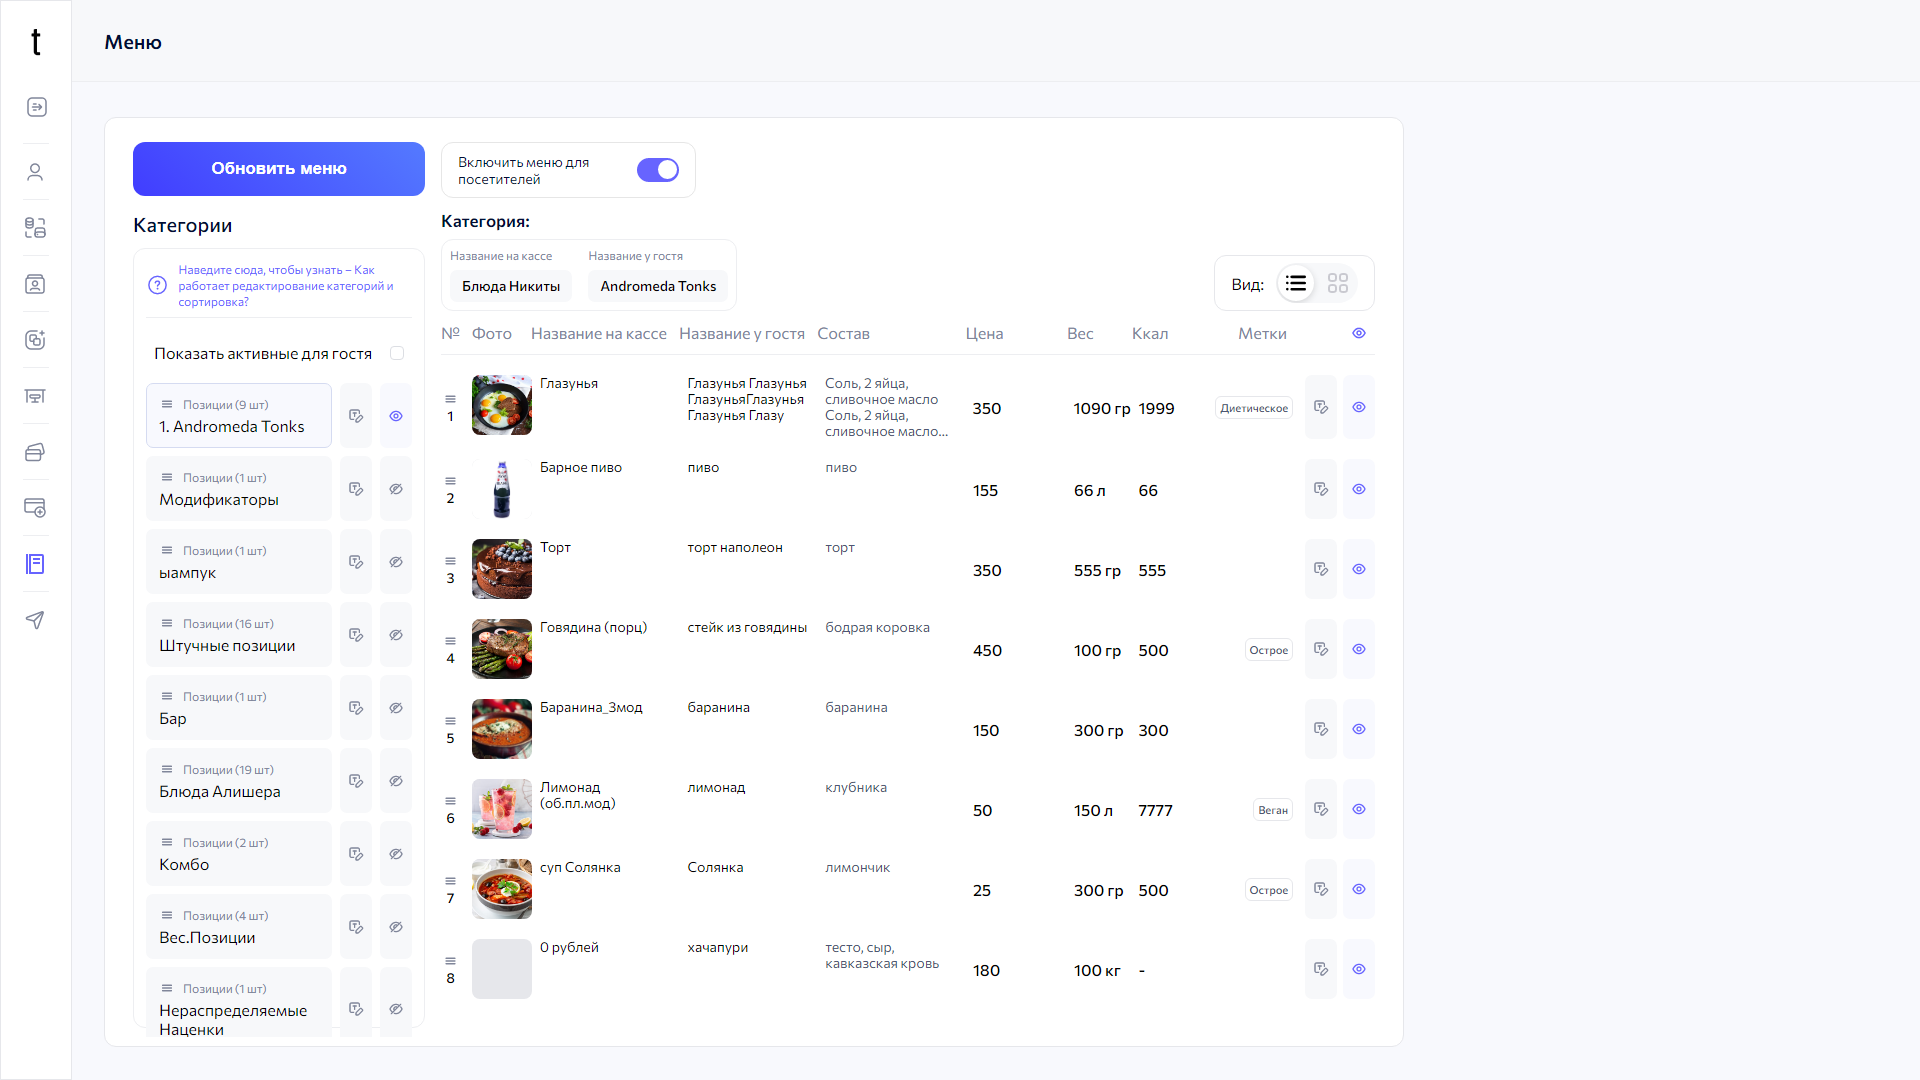 t
Меню
Обновить меню
Включить меню для
посетителей
Категории
Наведите сюда, чтобы узнать – Как
работает редактирование категорий и
сортировка?
Показать активные для гостя
Позиции (9 шт)
1. Andromeda Tonks
Позиции (1 шт)
Модификаторы
Позиции (1 шт)
ыампук
Позиции (16 шт)
Штучные позиции
Позиции (1 шт)
Бар
Позиции (19 шт)
Блюда Алишера
Позиции (2 шт)
Комбо
Позиции (4 шт)
Вес.Позиции
Позиции (1 шт)
Нераспределяемые
Наценки
Категория:
Название на кассе Название у гостя
Блюда Никиты Andromeda Tonks
Вид:
№ Фото Название на кассе Название у гостя Состав Цена Вес Ккал Метки
1 Глазунья
Глазунья Глазунья
ГлазуньяГлазунья
Глазунья Глазу
Соль, 2 яйца,
сливочное масло
Соль, 2 яйца,
сливочное масло...
350 1090 гр 1999 Диетическое
2 Барное пиво пиво пиво 155 66 л 66
3 Торт торт наполеон торт 350 555 гр 555
4 Говядина (порц) стейк из говядины бодрая коровка 450 100 гр 500 Острое
5 Баранина_3мод баранина баранина 150 300 гр 300
6 Лимонад
(об.пл.мод)
лимонад клубника 50 150 л 7777 Веган
7 суп Солянка Солянка лимончик 25 300 гр 500 Острое
8 0 рублей хачапури
тесто, сыр,
кавказская кровь
180 100 кг -